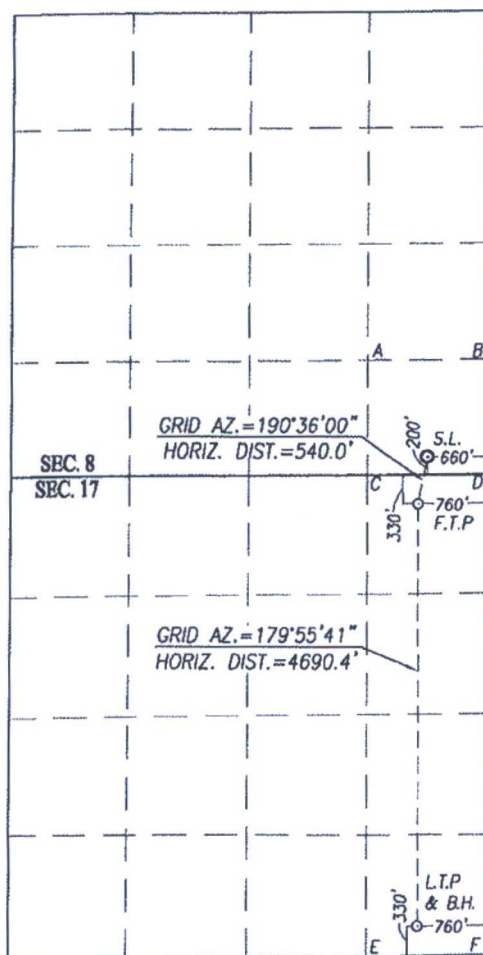 A B
GRID AZ.=190°36'00"
HORIZ. DIST.=540.0'
200'
S.L.
660'
SEC. 8
SEC. 17
C D
330'
760'
F.T.P
GRID AZ.=179°55'41"
HORIZ. DIST.=4690.4'
L.T.P
& B.H.
330'
760'
E F